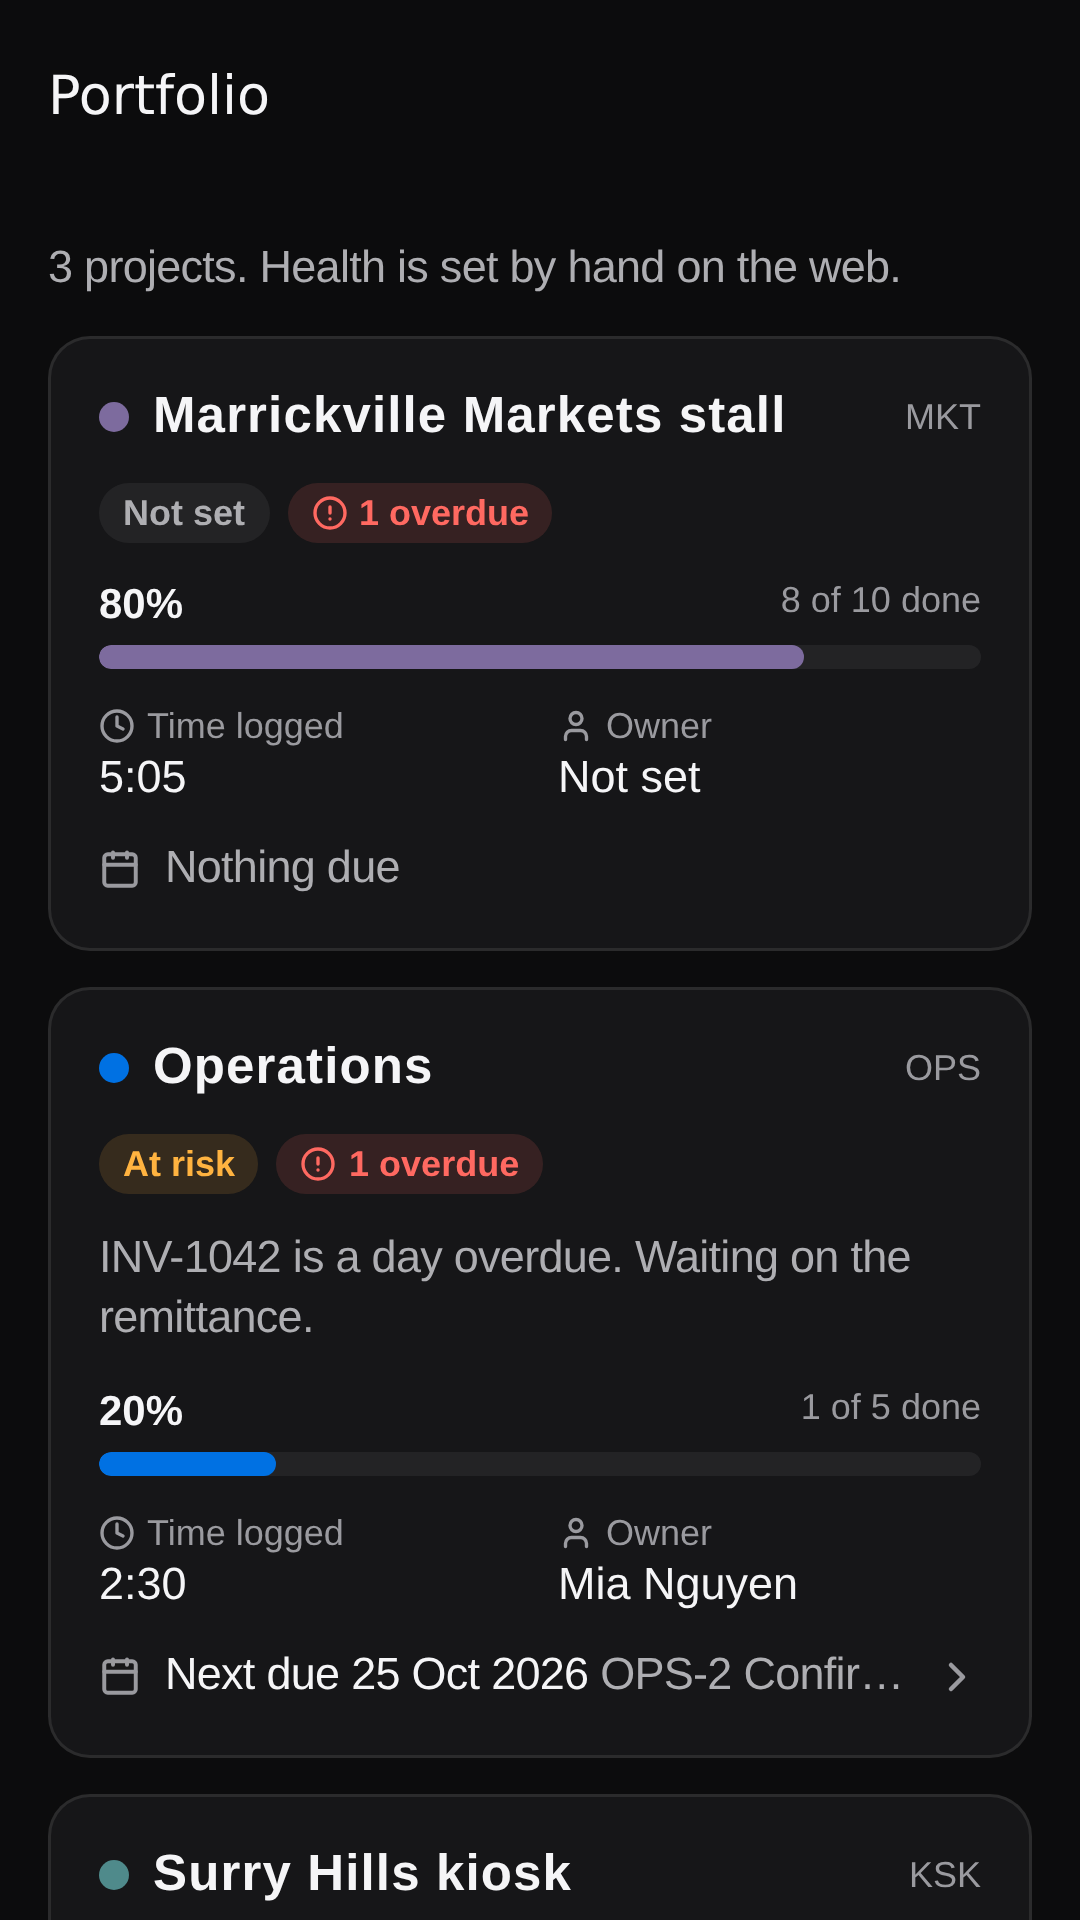 Portfolio
3 projects. Health is set by hand on the web.
Marrickville Markets stall
MKT
Not set
1 overdue
80%
8 of 10 done
Time logged
Owner
5:05
Not set
Nothing due
Operations
OPS
At risk
1 overdue
INV-1042 is a day overdue. Waiting on the
remittance.
20%
1 of 5 done
Time logged
Owner
2:30
Mia Nguyen
Next due 25 Oct 2026 OPS-2 Confir…
Surry Hills kiosk
KSK